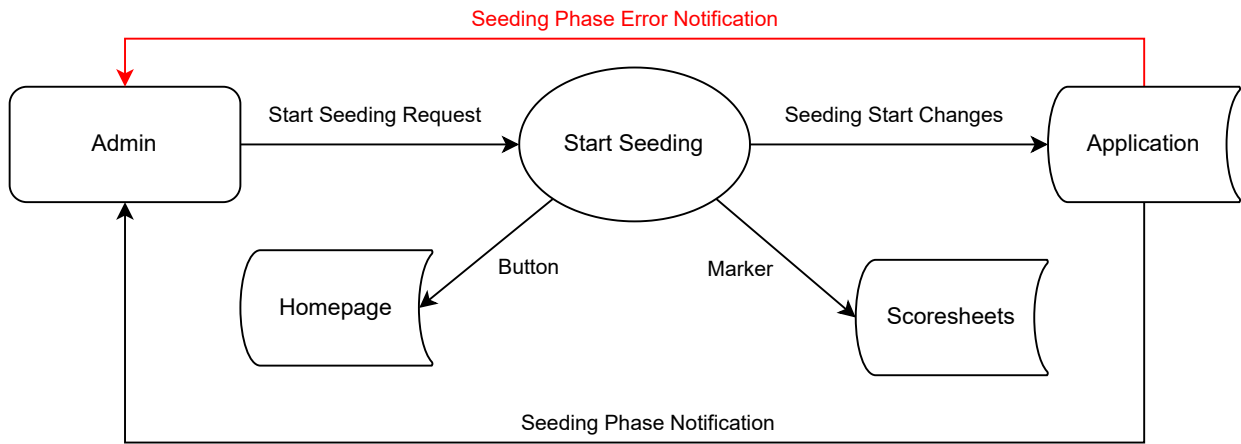 Seeding Phase Error Notification
Admin
Start Seeding Request
Start Seeding
Seeding Start Changes
Application
Button
Marker
Homepage
Scoresheets
Seeding Phase Notification